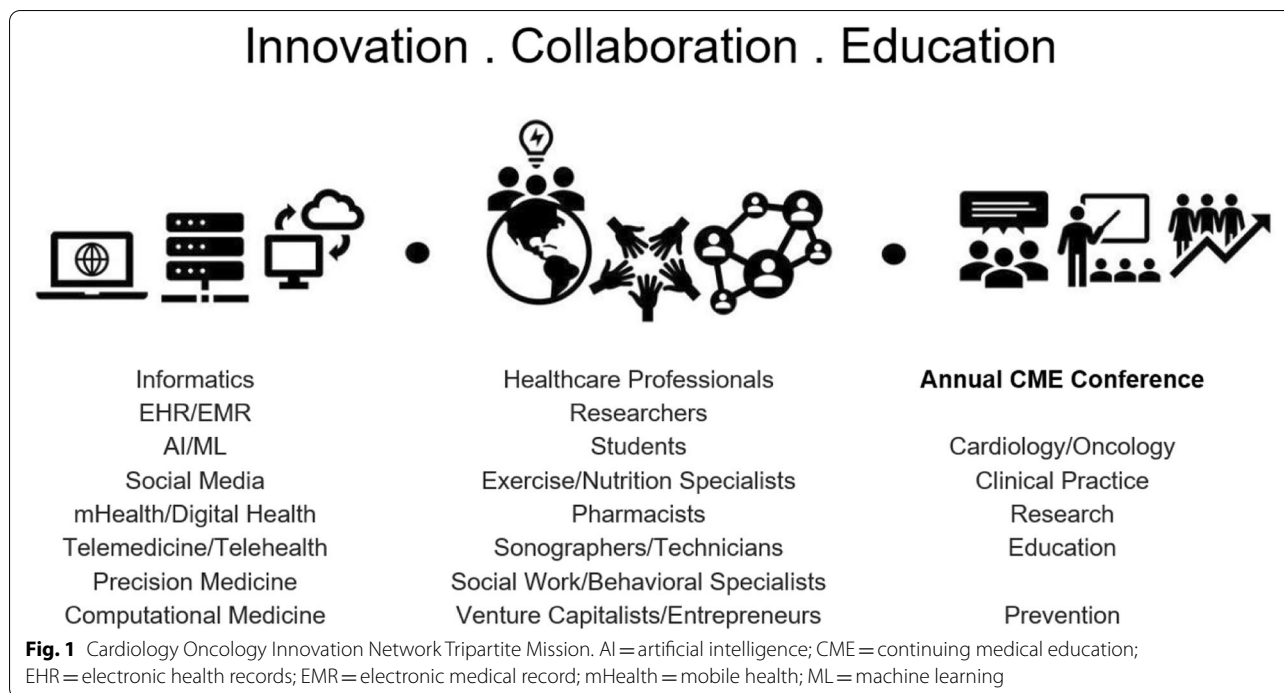 Innovation . Collaboration . Education
Informatics
EHR/EMR
AI/ML
Social Media
mHealth/Digital Health
Telemedicine/Telehealth
Precision Medicine
Computational Medicine
Healthcare Professionals
Researchers
Students
Exercise/Nutrition Specialists
Pharmacists
Sonographers/Technicians
Social Work/Behavioral Specialists
Venture Capitalists/Entrepreneurs
Annual CME Conference
Cardiology/Oncology
Clinical Practice
Research
Education
Prevention
Fig. 1 Cardiology Oncology Innovation Network Tripartite Mission. AI = artificial intelligence; CME = continuing medical education;
EHR = electronic health records; EMR = electronic medical record; mHealth = mobile health; ML = machine learning